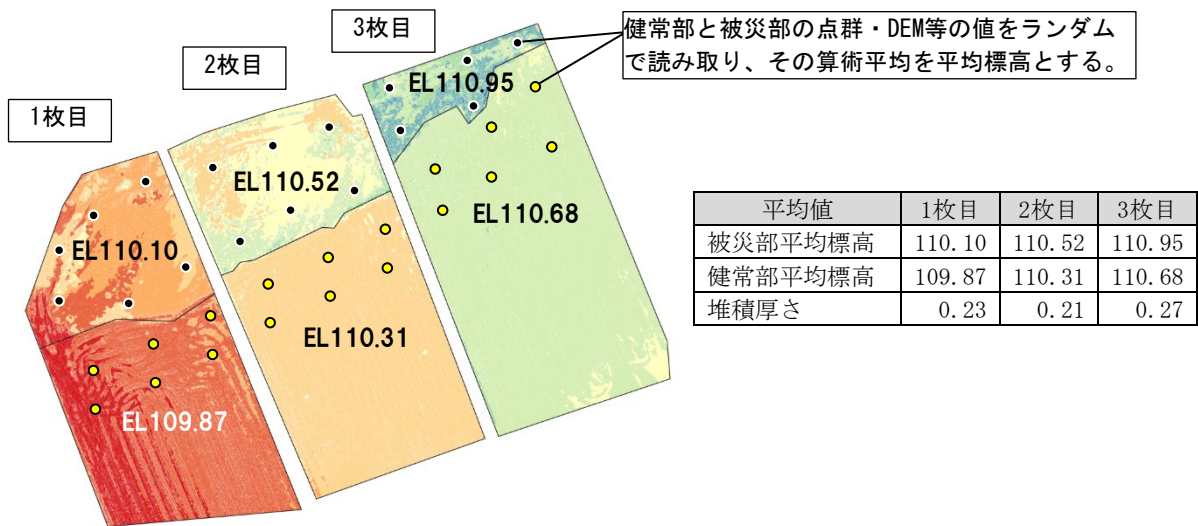 3枚目
健常部と被災部の点群・DEM等の値をランダム
で読み取り、その算術平均を平均標高とする。
2枚目
1枚目
EL110.95
EL110.52
EL110.68
EL110.10
EL110.31
EL109.87
平均値 1枚目 2枚目 3枚目
被災部平均標高 110.10 110.52 110.95
健常部平均標高 109.87 110.31 110.68
堆積厚さ 0.23 0.21 0.27